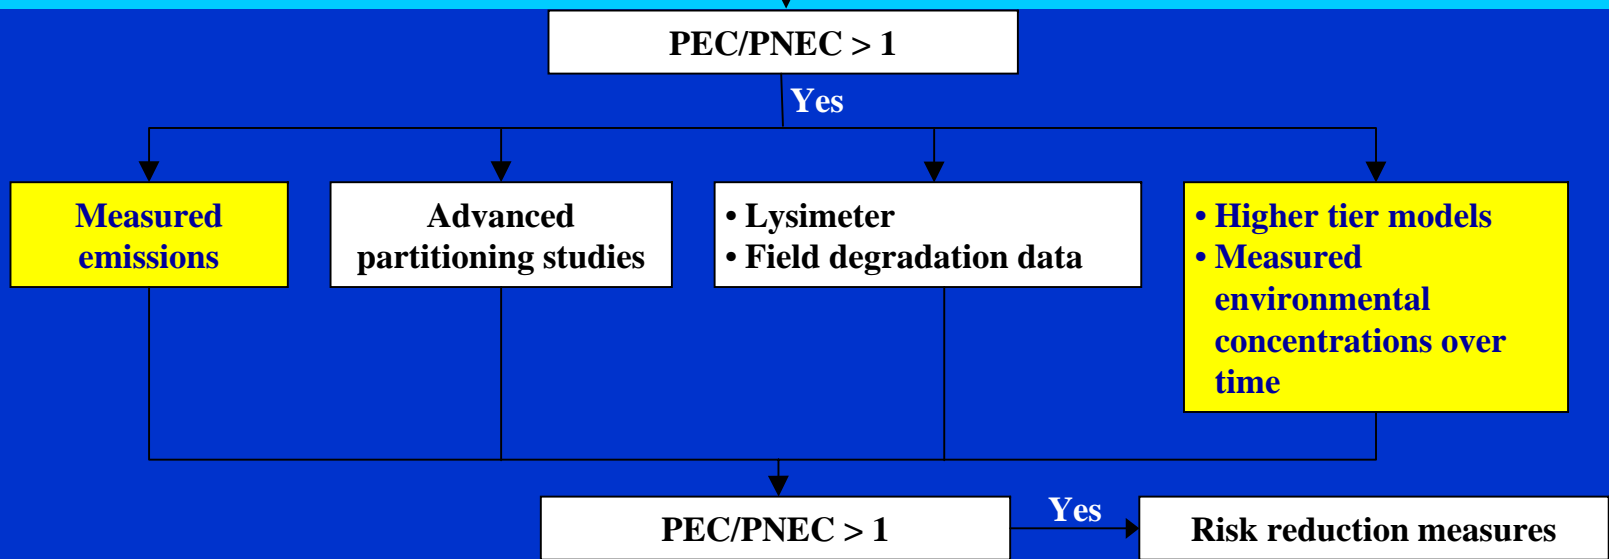 PEC/PNEC > 1
Yes
Measured
emissions
Advanced
partitioning studies
• Lysimeter
• Field degradation data
• Higher tier models
• Measured
environmental
concentrations over
time
PEC/PNEC > 1
Yes
Risk reduction measures